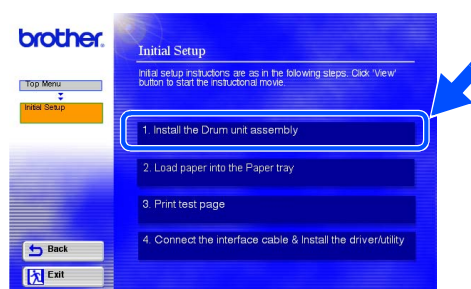 brother.
Initial Setup
Initial setup instructions are as in the following steps. Click 'View'
button to start the instructional movie.
Top Menu
Initial Setup
1. Install the Drum unit assembly
2. Load paper into the Paper tray
3. Print test page
4. Connect the interface cable & Install the driver/utility
Back
Exit